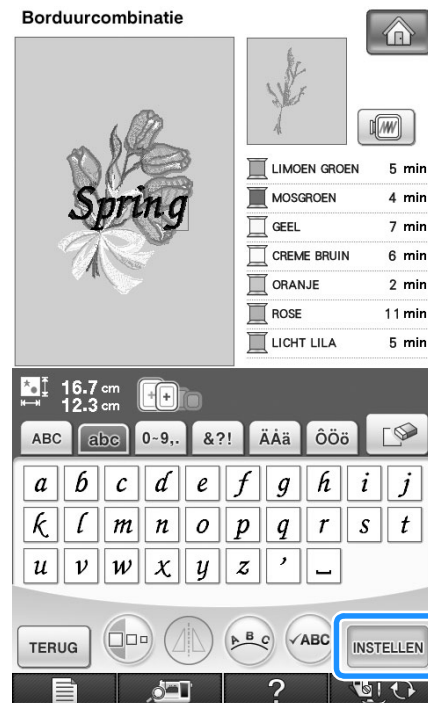 Borduurcombinatie
Spring
LIMOEN GROEN 5 min
MOSGROEN 4 min
GEEL 7 min
CREME BRUIN 6 min
ORANJE 2 min
ROSE 11 min
LICHT LILA 5 min
16.7 cm
12.3 cm
ABC abc 0~9,. &?! ÄÅä ÔÖö
a b c d e f g h i j
k l m n o p q r s t
u v w x y z ’ ⎵
TERUG A B C ✓ABC INSTELLEN
? !